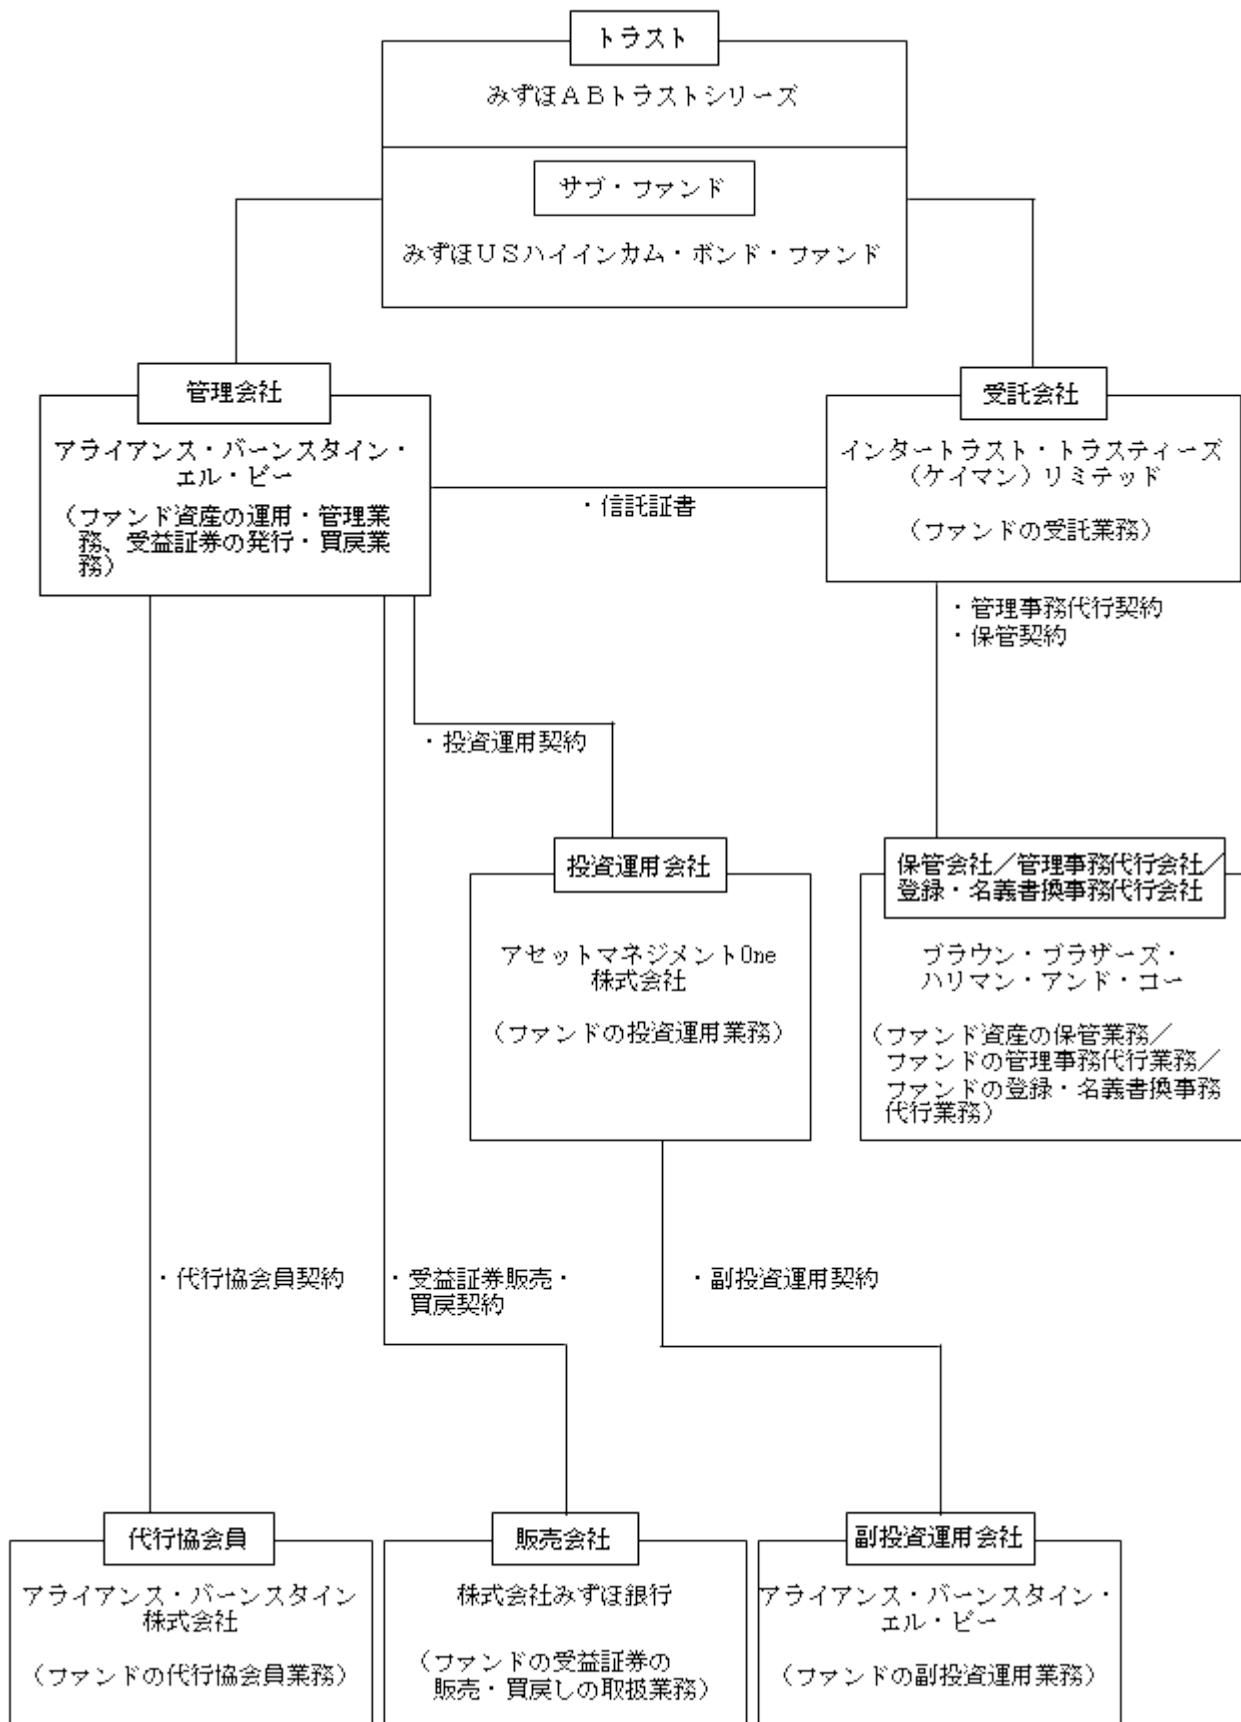 トラスト
みずほＡＢトラストシリーズ
サブ・ファンド
みずほＵＳハイインカム・ボンド・ファンド
管理会社
アライアンス・バーンスタイン・
エル・ピー
（ファンド資産の運用・管理業
務、受益証券の発行・買戻業
務）
受託会社
インタートラスト・トラスティーズ
（ケイマン）リミテッド
（ファンドの受託業務）
・信託証書
・管理事務代行契約
・保管契約
・投資運用契約
投資運用会社
アセットマネジメントOne
株式会社
（ファンドの投資運用業務）
保管会社／管理事務代行会社／
登録・名義書換事務代行会社
ブラウン・ブラザーズ・
ハリマン・アンド・コー
（ファンド資産の保管業務／
ファンドの管理事務代行業務／
ファンドの登録・名義書換事務
代行業務）
・代行協会員契約
・受益証券販売・
買戻契約
・副投資運用契約
代行協会員
アライアンス・バーンスタイン
株式会社
（ファンドの代行協会員業務）
販売会社
株式会社みずほ銀行
（ファンドの受益証券の
販売・買戻しの取扱業務）
副投資運用会社
アライアンス・バーンスタイン・
エル・ピー
（ファンドの副投資運用業務）